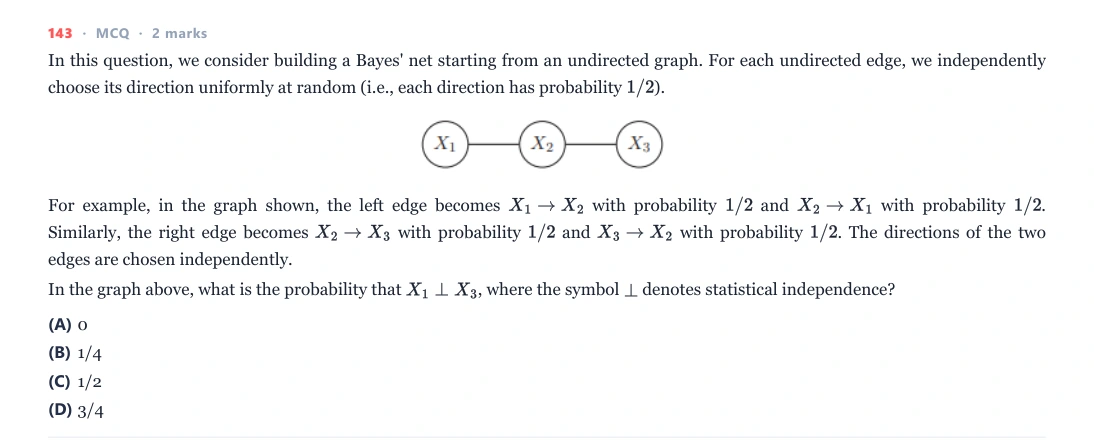 143 · MCQ · 2 marks
In this question, we consider building a Bayes' net starting from an undirected graph. For each undirected edge, we independently
choose its direction uniformly at random (i.e., each direction has probability 1/2).
X₁ X₂ X₃
For example, in the graph shown, the left edge becomes X₁ → X₂ with probability 1/2 and X₂ → X₁ with probability 1/2.
Similarly, the right edge becomes X₂ → X₃ with probability 1/2 and X₃ → X₂ with probability 1/2. The directions of the two
edges are chosen independently.
In the graph above, what is the probability that X₁ ⊥ X₃, where the symbol ⊥ denotes statistical independence?
(A) 0
(B) 1/4
(C) 1/2
(D) 3/4